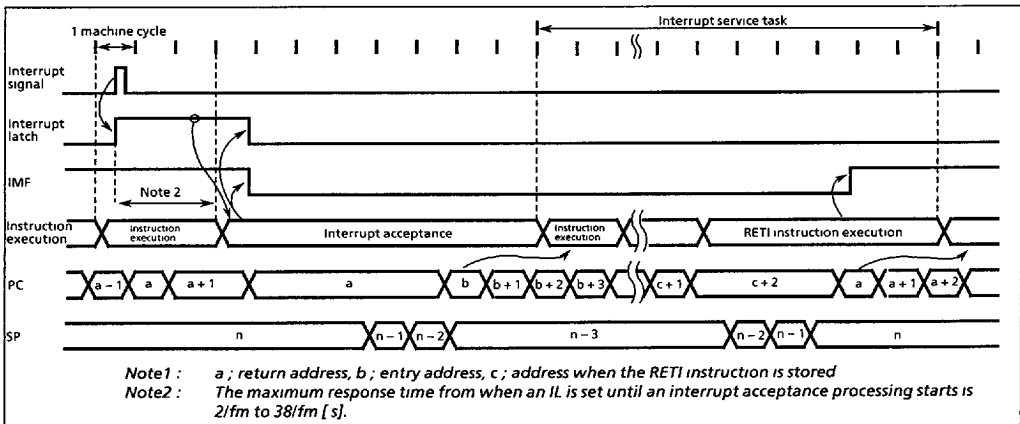 Interrupt service task
1 machine cycle
Interrupt signal
Interrupt latch
IMF
Note 2
Instruction execution
Instruction execution
Interrupt acceptance
Instruction execution
RETI instruction execution
PC
a − 1
a
a + 1
a
b
b + 1
b + 2
b + 3
c + 1
c + 2
a
a + 1
a + 2
SP
n
n − 1
n − 2
n − 3
n − 2
n − 1
n
Note1 : a ; return address, b ; entry address, c ; address when the RETI instruction is stored
Note2 : The maximum response time from when an IL is set until an interrupt acceptance processing starts is
2/fm to 38/fm [ s].